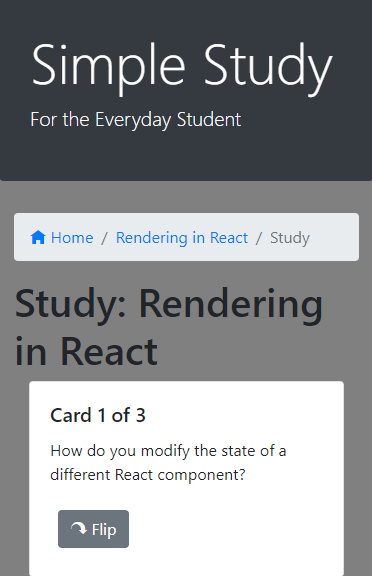 Simple Study
For the Everyday Student
Home / Rendering in React / Study
Study: Rendering
in React
Card 1 of 3
How do you modify the state of a
different React component?
Flip